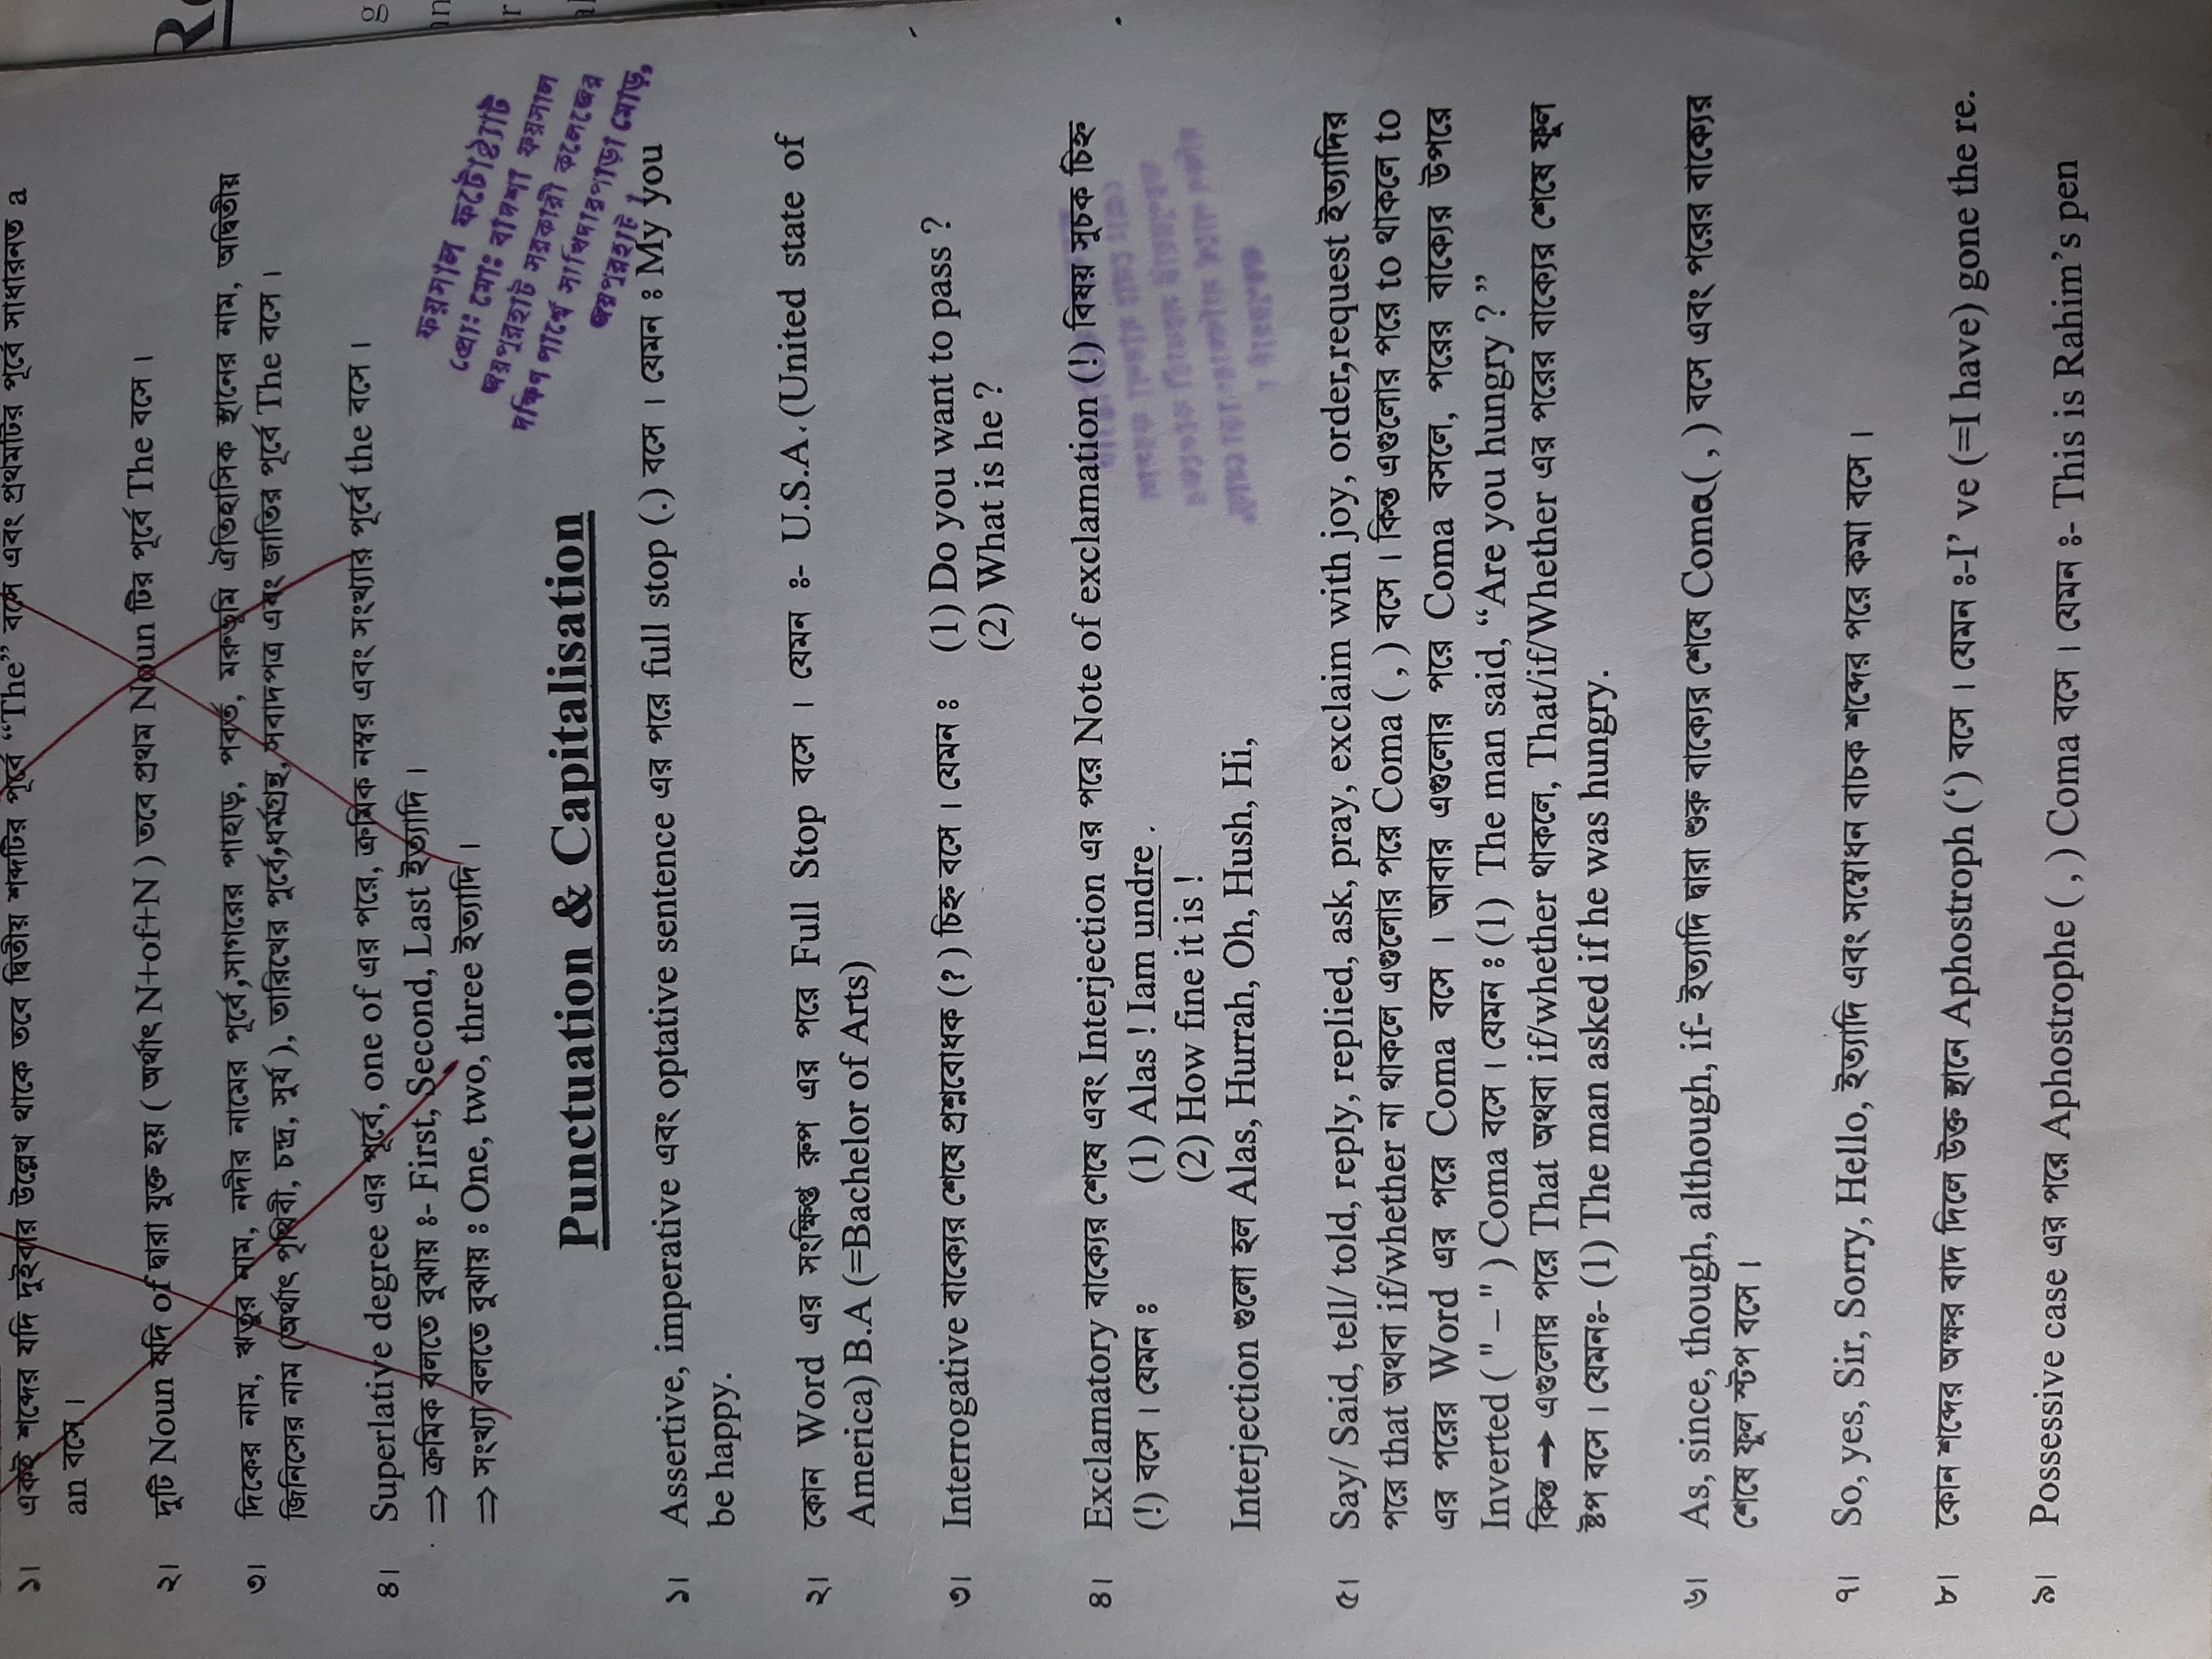 ১। একই শব্দের যদি দুইবার উল্লেখ থাকে তবে দ্বিতীয় শব্দটির পূর্বে “The” বসে এবং প্রথমটির পূর্বে সাধারনত a
an বসে ।
২। দুটি Noun যদি of দ্বারা যুক্ত হয় ( অর্থাৎ N+of+N ) তবে প্রথম Noun টির পূর্বে The বসে ।
৩। দিকের নাম, ঋতুর নাম, নদীর নামের পূর্বে,সাগরের পাহাড়, পবর্ত, মরুভূমি ঐতিহাসিক স্থানের নাম, অদ্বিতীয়
জিনিসের নাম (অর্থাৎ পৃথিবী, চন্দ্র, সুর্য ), তারিখের পুর্বে,ধর্মগ্রন্থ, সবাদপত্র এবং জাতির পূর্বে The বসে ।
৪। Superlative degree এর পূর্বে, one of এর পরে, ক্রমিক নম্বর এবং সংখ্যার পূর্বে the বসে ।
⇒ ক্রমিক বলতে বুঝায় ঃ- First, Second, Last ইত্যাদি ।
⇒ সংখ্যা বলতে বুঝায় ঃ One, two, three ইত্যাদি ।
ফয়সাল ফটোষ্ট্যাট
প্রোঃ মোঃ বাদশা ফয়সাল
জয়পুরহাট সরকারী কলেজের
দক্ষিণ পার্শ্বে সাখিদারপাড়া মোড়,
জয়পুরহাট ।
Punctuation & Capitalisation
১। Assertive, imperative এবং optative sentence এর পরে full stop (.) বসে । যেমন ঃ My you
be happy.
২। কোন Word এর সংক্ষিপ্ত রুপ এর পরে Full Stop বসে । যেমন ঃ- U.S.A. (United state of
America) B.A (=Bachelor of Arts)
৩। Interrogative বাক্যের শেষে প্রশ্নবোধক (? ) চিহ্ন বসে । যেমন ঃ (1) Do you want to pass ?
(2) What is he ?
৪। Exclamatory বাক্যের শেষে এবং Interjection এর পরে Note of exclamation (!) বিষয় সূচক চিহ্ন
(!) বসে । যেমন ঃ (1) Alas ! Iam undre .
(2) How fine it is !
Interjection গুলো হল Alas, Hurrah, Oh, Hush, Hi,
৫। Say/ Said, tell/ told, reply, replied, ask, pray, exclaim with joy, order,request ইত্যাদির
পরে that অথবা if/whether না থাকলে এগুলোর পরে Coma ( , ) বসে । কিন্তু এগুলোর পরে to থাকলে to
এর পরের Word এর পরে Coma বসে । আবার এগুলোর পরে Coma বসলে, পরের বাক্যের উপরে
Inverted ( " – " ) Coma বসে । যেমন ঃ (1) The man said, “Are you hungry ? ”
কিন্তু → এগুলোর পরে That অথবা if/whether থাকলে, That/if/Whether এর পরের বাক্যের শেষে ফুল
ষ্টপ বসে । যেমনঃ- (1) The man asked if he was hungry.
৬। As, since, though, although, if- ইত্যাদি দ্বারা শুরু বাক্যের শেষে Coma ( , ) বসে এবং পরের বাক্যের
শেষে ফুল স্টপ বসে ।
৭। So, yes, Sir, Sorry, Hello, ইত্যাদি এবং সম্বোধন বাচক শব্দের পরে কমা বসে ।
৮। কোন শব্দের অক্ষর বাদ দিলে উক্ত স্থানে Aphostroph (‘) বসে । যেমন ঃ-I’ ve (=I have) gone the re.
৯। Possessive case এর পরে Aphostrophe ( , ) Coma বসে । যেমন ঃ- This is Rahim’s pen